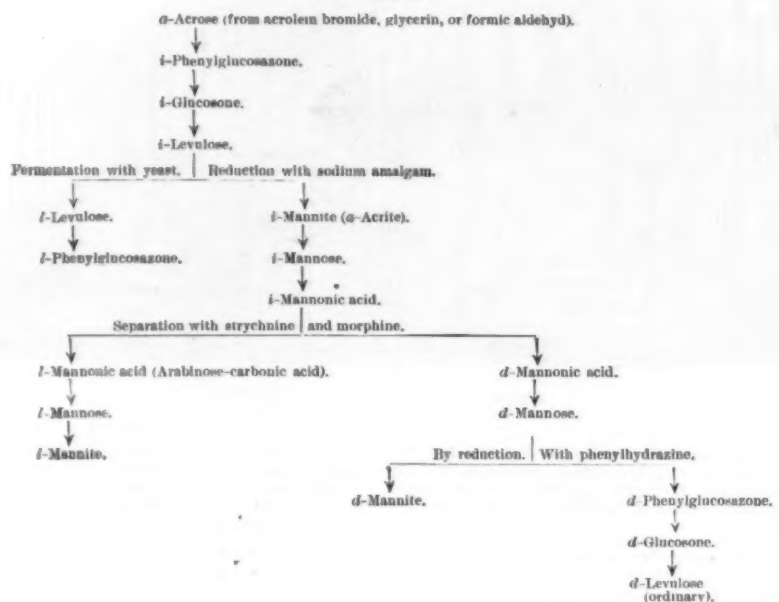 α-Acrose (from acrolein bromide, glycerin, or formic aldehyd).
i-Phenylglucosazone.
i-Glucosone.
i-Levulose.
Fermentation with yeast. Reduction with sodium amalgam.
l-Levulose. i-Mannite (α-Acrite).
l-Phenylglucosazone. i-Mannose.
i-Mannonic acid.
Separation with strychnine and morphine.
l-Mannonic acid (Arabinose-carbonic acid). d-Mannonic acid.
l-Mannose. d-Mannose.
l-Mannite. By reduction. With phenylhydrazine.
d-Mannite. d-Phenylglucosazone.
d-Glucosone.
d-Levulose
(ordinary).